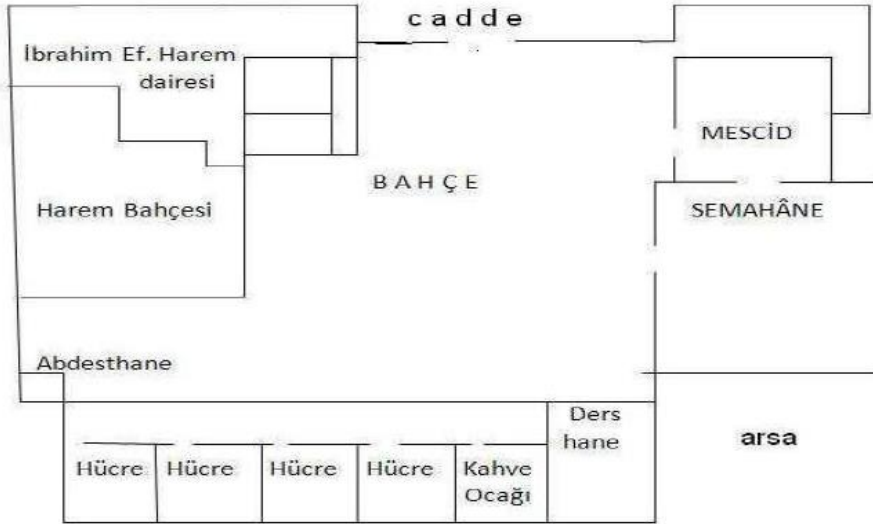 cadde
İbrahim Ef. Harem
dairesi
MESCİD
BAHÇE
Harem Bahçesi
SEMAHÂNE
Abdesthane
Ders
hane
arsa
Hücre
Hücre
Hücre
Hücre
Kahve
Ocağı